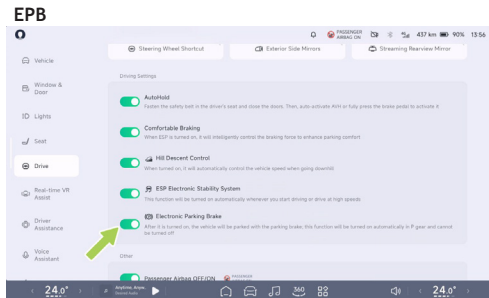 EPB
PASSENGER
AIRBAG ON
437 km
90%
13:56
Steering Wheel Shortcut
Exterior Side Mirrors
Streaming Rearview Mirror
Vehicle
Window &
Door
Lights
Seat
Drive
Real-time VR
Assist
Driver
Assistance
Voice
Assistant
Driving Settings
AutoHold
Fasten the safety lock in the driver's seat and close the doors. Then, auto-activate AVH or fully press the brake pedal to activate it
Comfortable Braking
When ESP is turned on, it will intelligently control the braking force to enhance parking comfort
Hill Descent Control
When turned on, it will automatically control the vehicle speed when going downhill
ESP Electronic Stability System
This function will be turned on automatically whenever you start driving or drive at high speeds
Electronic Parking Brake
After it is turned on, the vehicle will be parked with the parking brake; this function will be turned on automatically in P gear and cannot
be turned off
Other
Passenger Airbag OFF/ON
PASSENGER
24.0°
Anytime, Anyw.
360
24.0°